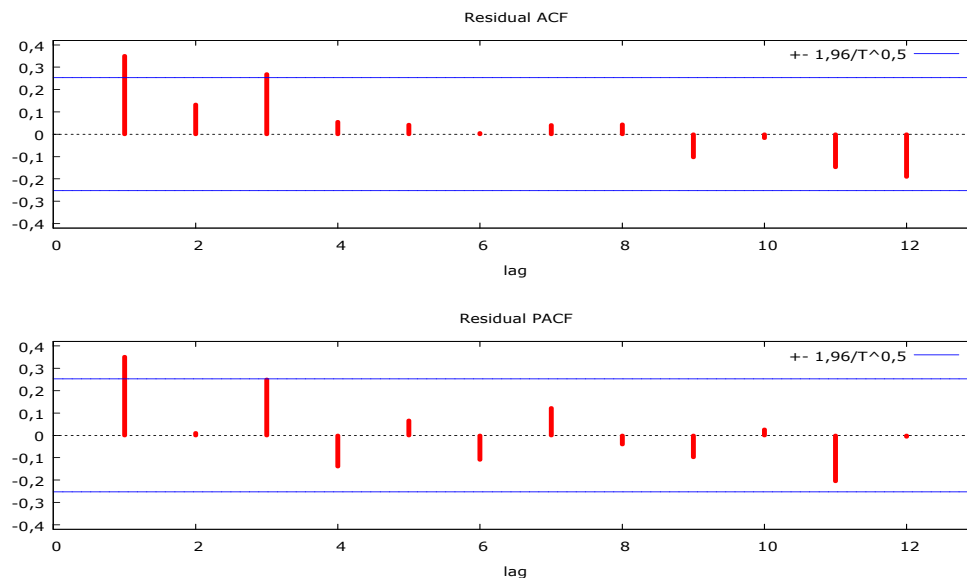 Residual ACF
+- 1,96/T^0,5
0,4
0,3
0,2
0,1
0
-0,1
-0,2
-0,3
-0,4
0 2 4 6 8 10 12
lag
Residual PACF
+- 1,96/T^0,5
0,4
0,3
0,2
0,1
0
-0,1
-0,2
-0,3
-0,4
0 2 4 6 8 10 12
lag